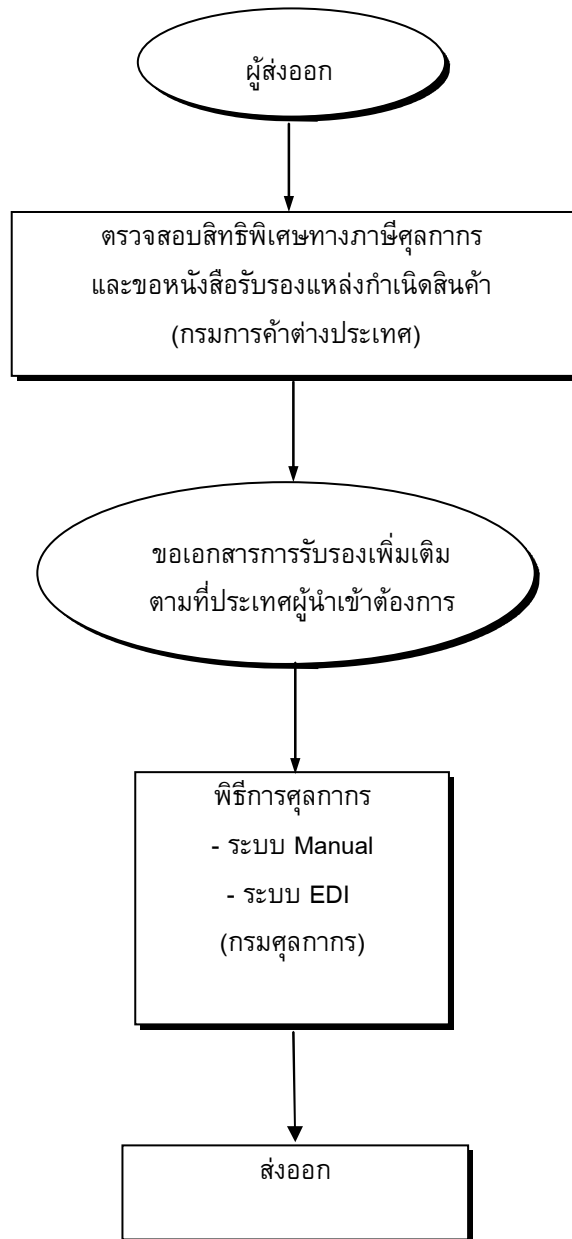 ผู้ส่งออก
ตรวจสอบสิทธิพิเศษทางภาษีศุลกากร
และขอหนังสือรับรองแหล่งกำเนิดสินค้า
(กรมการค้าต่างประเทศ)
ขอเอกสารการรับรองเพิ่มเติม
ตามที่ประเทศผู้นำเข้าต้องการ
พิธีการศุลกากร
- ระบบ Manual
- ระบบ EDI
(กรมศุลกากร)
ส่งออก